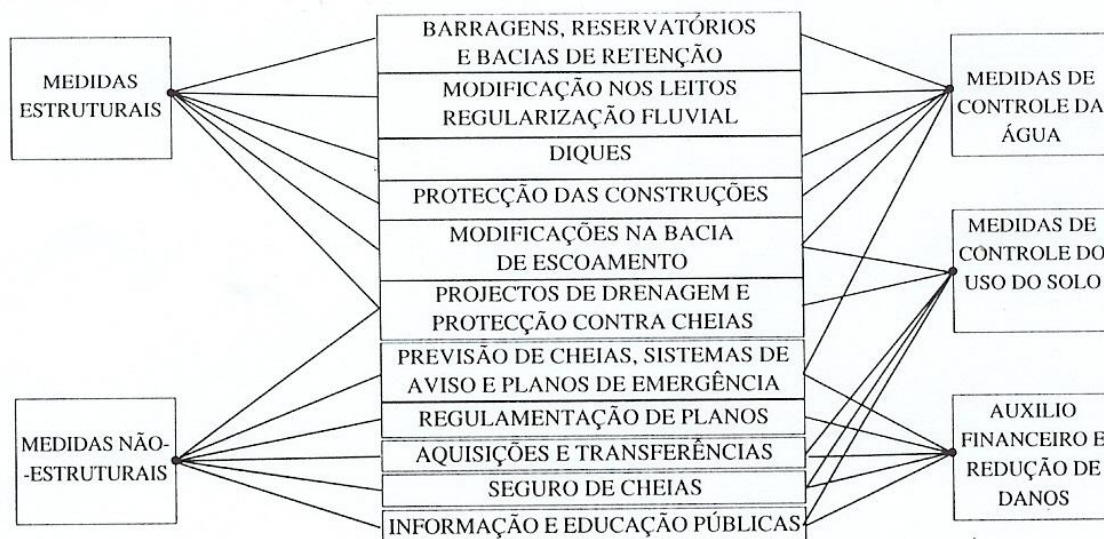 MEDIDAS
ESTRUTURAIS
MEDIDAS NÃO-
-ESTRUTURAIS
BARRAGENS, RESERVATÓRIOS
E BACIAS DE RETENÇÃO
MODIFICAÇÃO NOS LEITOS
REGULARIZAÇÃO FLUVIAL
DIQUES
PROTECÇÃO DAS CONSTRUÇÕES
MODIFICAÇÕES NA BACIA
DE ESCOAMENTO
PROJECTOS DE DRENAGEM E
PROTECÇÃO CONTRA CHEIAS
PREVISÃO DE CHEIAS, SISTEMAS DE
AVISO E PLANOS DE EMERGÊNCIA
REGULAMENTAÇÃO DE PLANOS
AQUISIÇÕES E TRANSFERÊNCIAS
SEGURO DE CHEIAS
INFORMAÇÃO E EDUCAÇÃO PÚBLICAS
MEDIDAS DE
CONTROLE DA
ÁGUA
MEDIDAS DE
CONTROLE DO
USO DO SOLO
AUXILIO
FINANCEIRO E
REDUÇÃO DE
DANOS